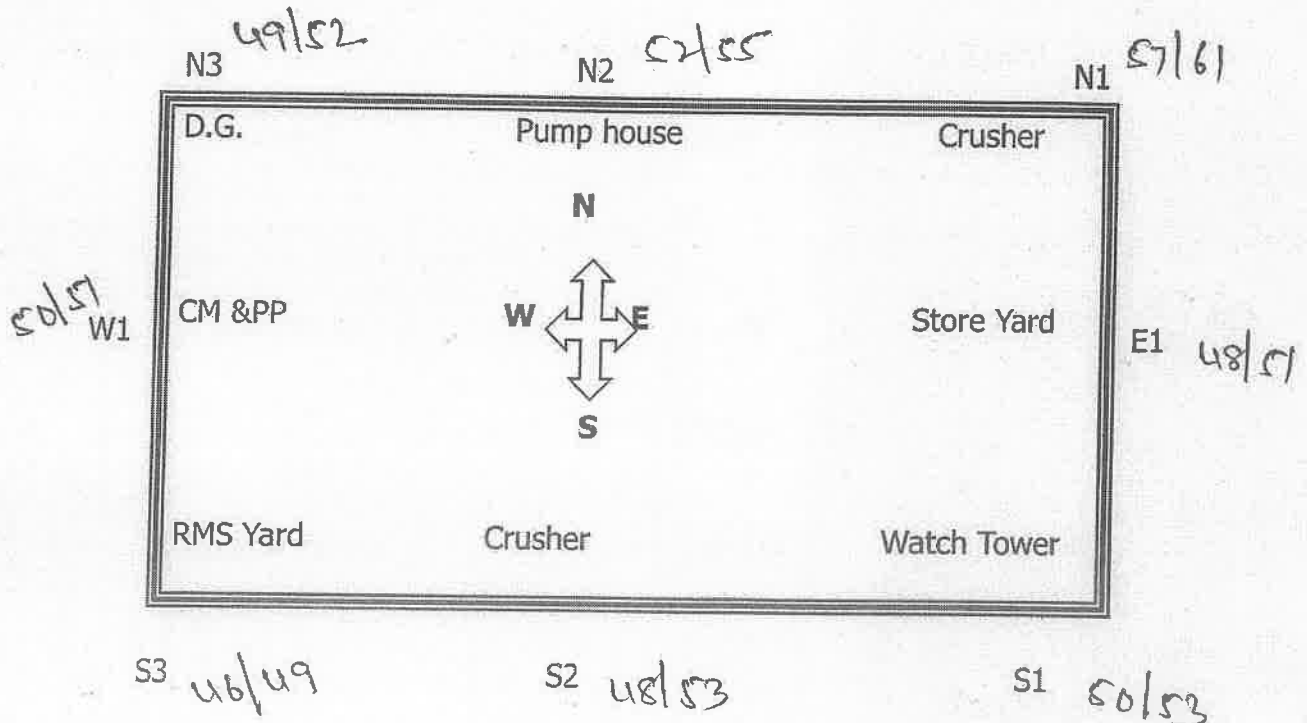 N3 49/52 N2 52/55 N1 57/61
D.G. Pump house Crusher
N
50/51 W1 CM &PP W E Store Yard E1 48/51
S
RMS Yard Crusher Watch Tower
S3 46/49 S2 48/53 S1 50/53